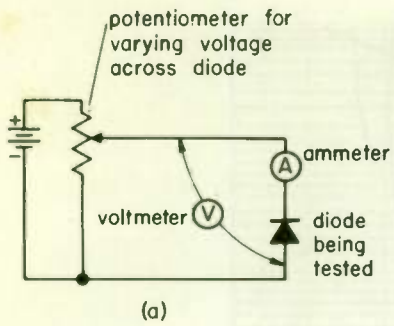 potentiometer for
varying voltage
across diode
+
-
A
ammeter
voltmeter
V
diode
being
tested
(a)